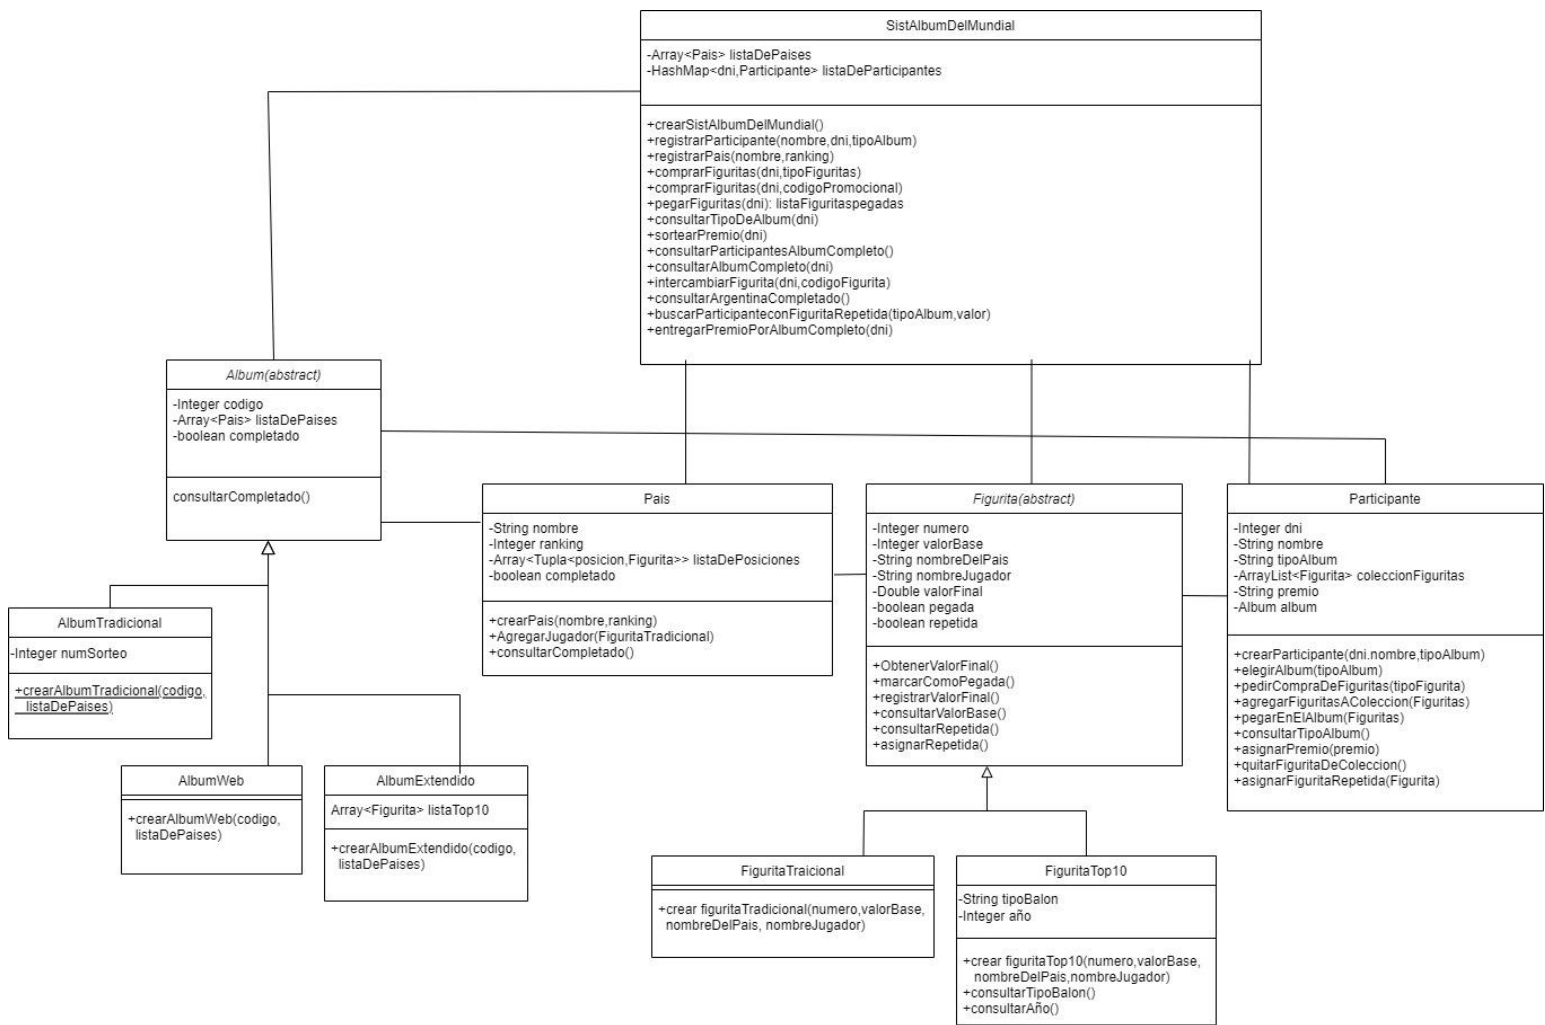 SistAlbumDelMundial
-Array<Pais> listaDePaises
-HashMap<dni,Participante> listaDeParticipantes
+crearSistAlbumDelMundial()
+registrarParticipante(nombre,dni,tipoAlbum)
+registrarPais(nombre,ranking)
+comprarFiguritas(dni,tipoFiguritas)
+comprarFiguritas(dni,codigoPromocional)
+pegarFiguritas(dni): listaFiguritaspegadas
+consultarTipoDeAlbum(dni)
+sortearPremio(dni)
+consultarParticipantesAlbumCompleto()
+consultarAlbumCompleto(dni)
+intercambiarFigurita(dni,codigoFigurita)
+consultarArgentinaCompletado()
+buscarParticipanteconFiguritaRepetida(tipoAlbum,valor)
+entregarPremioPorAlbumCompleto(dni)
Album(abstract)
-Integer codigo
-Array<Pais> listaDePaises
-boolean completado
consultarCompletado()
Pais
-String nombre
-Integer ranking
-Array<Tupla<posicion,Figurita>> listaDePosiciones
-boolean completado
+crearPais(nombre,ranking)
+AgregarJugador(FiguritaTradicional)
+consultarCompletado()
Figurita(abstract)
-Integer numero
-Integer valorBase
-String nombreDelPais
-String nombreJugador
-Double valorFinal
-boolean pegada
-boolean repetida
+ObtenerValorFinal()
+marcarComoPegada()
+registrarValorFinal()
+consultarValorBase()
+consultarRepetida()
+asignarRepetida()
Participante
-Integer dni
-String nombre
-String tipoAlbum
-ArrayList<Figurita> coleccionFiguritas
-String premio
-Album album
+crearParticipante(dni.nombre,tipoAlbum)
+elegirAlbum(tipoAlbum)
+pedirCompraDeFiguritas(tipoFigurita)
+agregarFiguritasAColeccion(Figuritas)
+pegarEnElAlbum(Figuritas)
+consultarTipoAlbum()
+asignarPremio(premio)
+quitarFiguritaDeColeccion()
+asignarFiguritaRepetida(Figurita)
AlbumTradicional
-Integer numSorteo
+crearAlbumTradicional(codigo,
listaDePaises)
AlbumWeb
+crearAlbumWeb(codigo,
listaDePaises)
AlbumExtendido
Array<Figurita> listaTop10
+crearAlbumExtendido(codigo,
listaDePaises)
FiguritaTraicional
+crear figuritaTradicional(numero,valorBase,
nombreDelPais, nombreJugador)
FiguritaTop10
-String tipoBalon
-Integer año
+crear figuritaTop10(numero,valorBase,
nombreDelPais,nombreJugador)
+consultarTipoBalon()
+consultarAño()